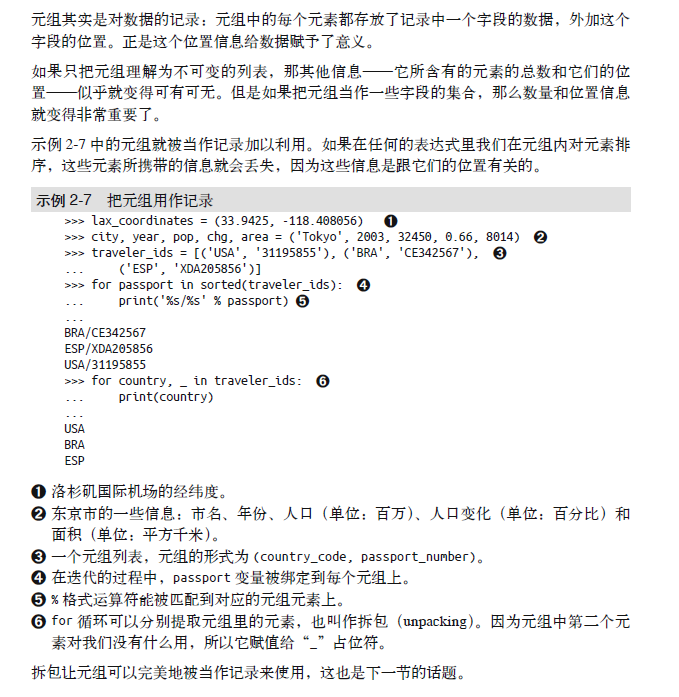 元组其实是对数据的记录：元组中的每个元素都存放了记录中一个字段的数据，外加这个
字段的位置。正是这个位置信息给数据赋予了意义。
如果只把元组理解为不可变的列表，那其他信息——它所含有的元素的总数和它们的位
置——似乎就变得可有可无。但是如果把元组当作一些字段的集合，那么数量和位置信息
就变得非常重要了。
示例 2-7 中的元组就被当作记录加以利用。如果在任何的表达式里我们在元组内对元素排
序，这些元素所携带的信息就会丢失，因为这些信息是跟它们的位置有关的。
示例 2-7 把元组用作记录
>>> lax_coordinates = (33.9425, -118.408056) ❶
>>> city, year, pop, chg, area = ('Tokyo', 2003, 32450, 0.66, 8014) ❷
>>> traveler_ids = [('USA', '31195855'), ('BRA', 'CE342567'), ❸
... ('ESP', 'XDA205856')]
>>> for passport in sorted(traveler_ids): ❹
... print('%s/%s' % passport) ❺
...
BRA/CE342567
ESP/XDA205856
USA/31195855
>>> for country, _ in traveler_ids: ❻
... print(country)
...
USA
BRA
ESP
❶ 洛杉矶国际机场的经纬度。
❷ 东京市的一些信息：市名、年份、人口（单位：百万）、人口变化（单位：百分比）和
面积（单位：平方千米）。
❸ 一个元组列表，元组的形式为 (country_code, passport_number)。
❹ 在迭代的过程中，passport 变量被绑定到每个元组上。
❺ % 格式运算符能被匹配到对应的元组元素上。
❻ for 循环可以分别提取元组里的元素，也叫作拆包（unpacking）。因为元组中第二个元
素对我们没有什么用，所以它赋值给“_”占位符。
拆包让元组可以完美地被当作记录来使用，这也是下一节的话题。